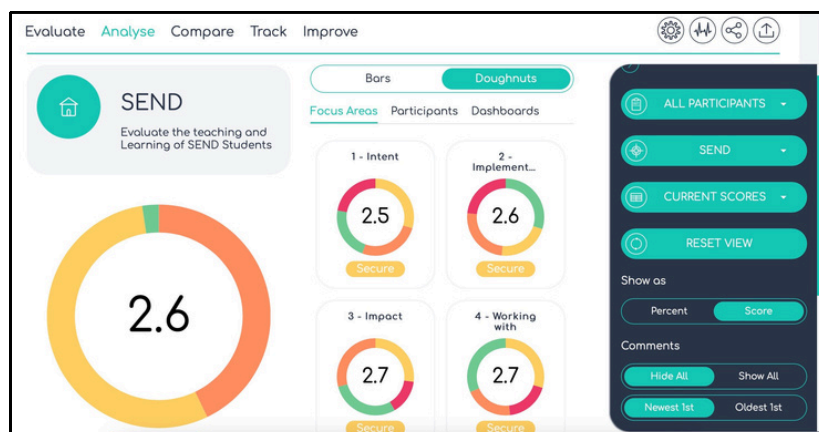 Evaluate Analyse Compare Track Improve
SEND
Evaluate the teaching and
Learning of SEND Students
2.6
Bars Doughnuts
Focus Areas Participants Dashboards
1 - Intent
2.5
Secure
2 -
Implement...
2.6
Secure
3 - Impact
2.7
Secure
4 - Working
with
2.7
Secure
ALL PARTICIPANTS
SEND
CURRENT SCORES
RESET VIEW
Show as
Percent Score
Comments
Hide All Show All
Newest 1st Oldest 1st